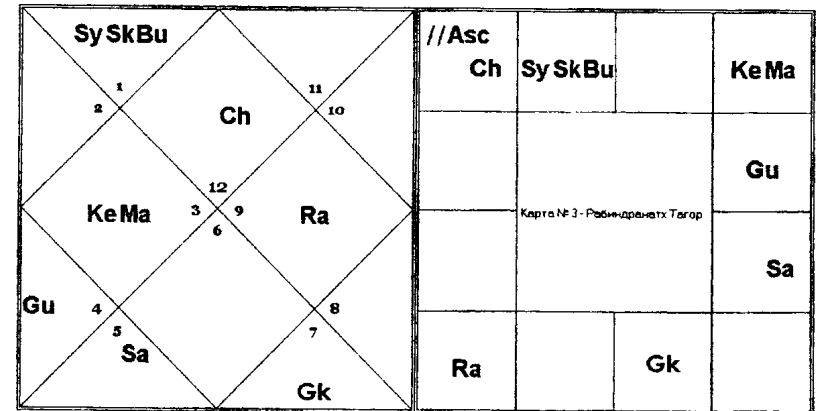 Sy Sk Bu
1
2
11
10
Ch
12
3 9
6
Ke Ma
Ra
Gu
4
5
Sa
8
7
Gk
//Asc
Ch
Sy Sk Bu
Ke Ma
Gu
Карта № 3 - Рабиндранатх Тагор
Sa
Ra
Gk